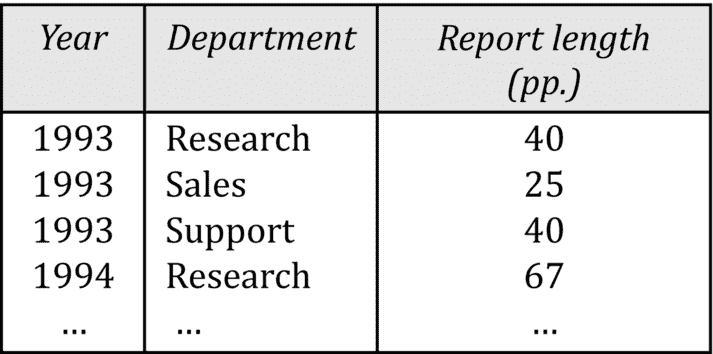 Year Department Report length
(pp.)
1993 Research 40
1993 Sales 25
1993 Support 40
1994 Research 67
... ... ...